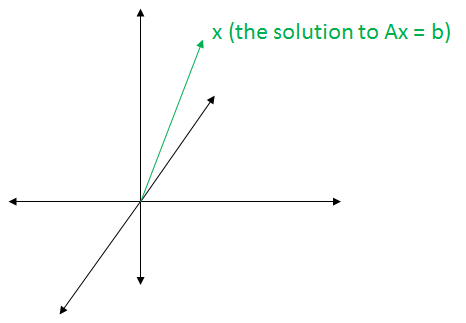 x (the solution to Ax = b)